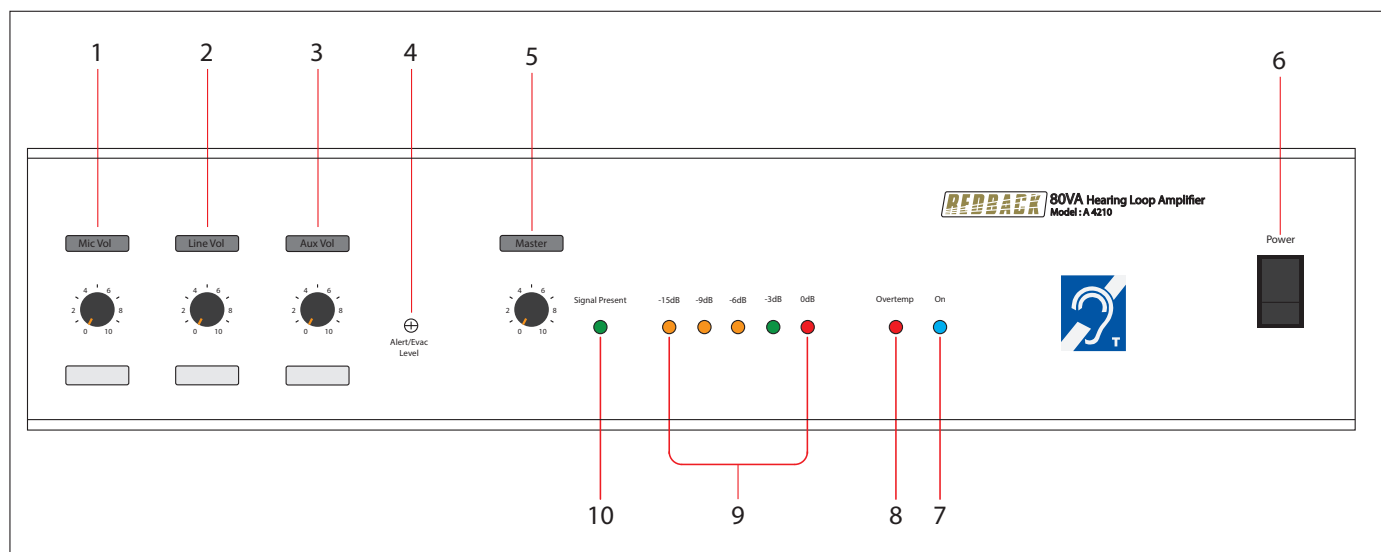 1 2 3 4 5 6
REDBACK 80VA Hearing Loop Amplifier
Model : A 4210
Mic Vol Line Vol Aux Vol Master Power
4 6 4 6 4 6 4 6
2 8 2 8 2 8 2 8
0 10 0 10 0 10 0 10
Signal Present -15dB -9dB -6dB -3dB 0dB Overtemp On
Alert/Evac
Level
T
10 9 8 7